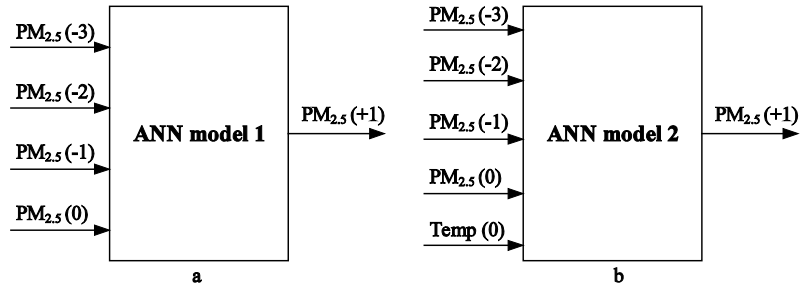 PM2.5 (-3)
PM2.5 (-2)
PM2.5 (-1)
PM2.5 (0)
ANN model 1
PM2.5 (+1)
a
PM2.5 (-3)
PM2.5 (-2)
PM2.5 (-1)
PM2.5 (0)
Temp (0)
ANN model 2
PM2.5 (+1)
b